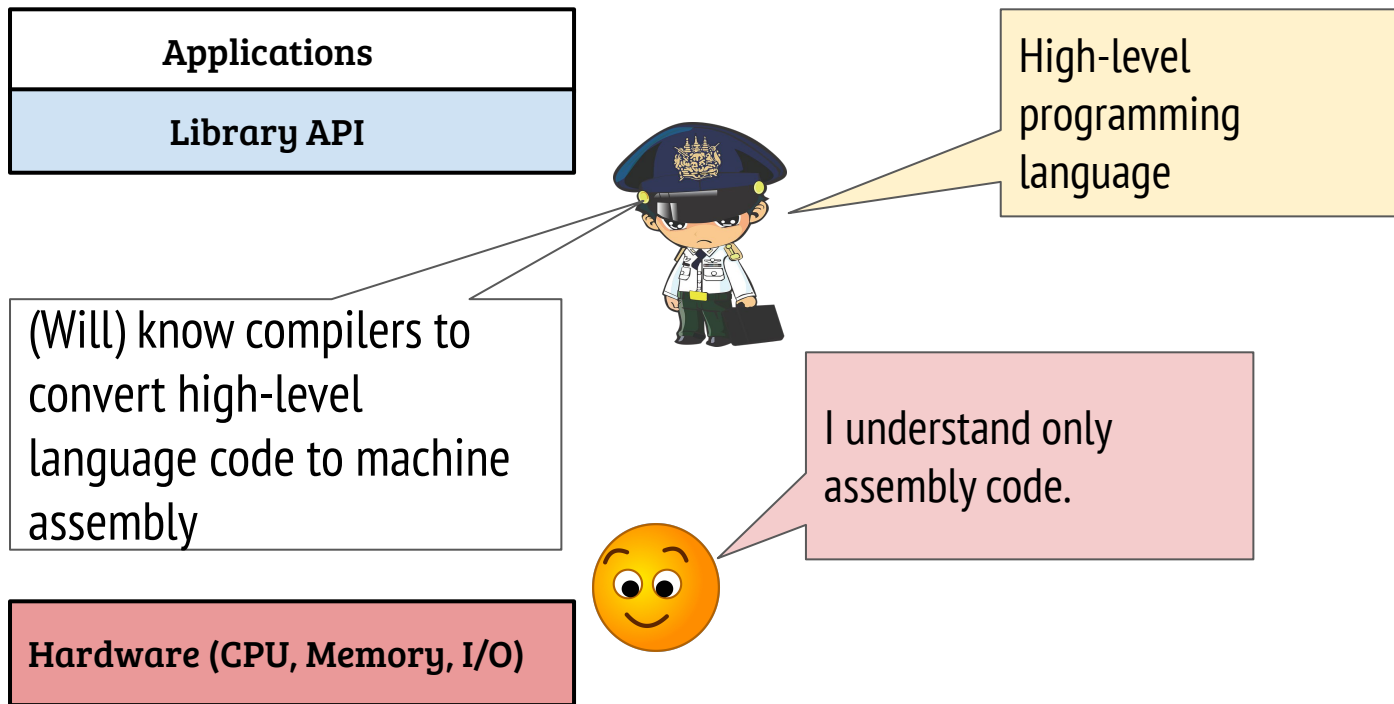 Applications
Library API
High-level
programming
language
(Will) know compilers to
convert high-level
language code to machine
assembly
I understand only
assembly code.
Hardware (CPU, Memory, I/O)